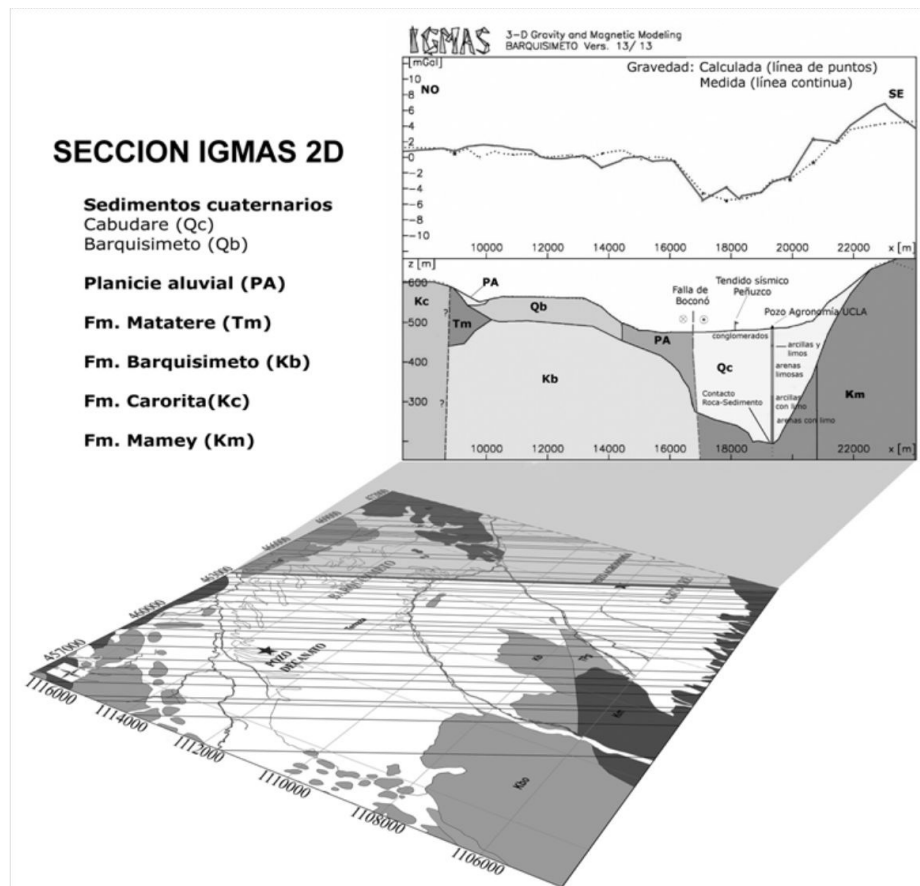 IGMAS
3-D Gravity and Magnetic Modeling
BARQUISIMETO Vers. 13/ 13
[mGal]
Gravedad: Calculada (línea de puntos)
Medida (línea continua)
NO
SE
8
6
4
2
0
-2
-4
-6
-10
10000 12000 14000 16000 18000 20000 22000 x [m]
SECCION IGMAS 2D
Sedimentos cuaternarios
Cabudare (Qc)
Barquisimeto (Qb)
Planicie aluvial (PA)
Fm. Matatere (Tm)
Fm. Barquisimeto (Kb)
Fm. Carorita(Kc)
Fm. Mamey (Km)
z [m]
600
500
400
300
Kc
PA
Qb
Tm
?
?
Kb
PA
Falla de
Boconó
Tendido sísmico
Peñuzco
Pozo Agronomía UCLA
conglomerados
arcillas y
limos
Qc
arenas
limosas
Contacto
Roca-Sedimento
arcillas
con limo
arenas con limo
Km
10000 12000 14000 16000 18000 20000 22000 x [m]
463000
460000
457000
BARQUISIMETO
POZO
DECANATO
Kb
Kbo
1116000
1114000
1112000
1110000
1108000
1106000